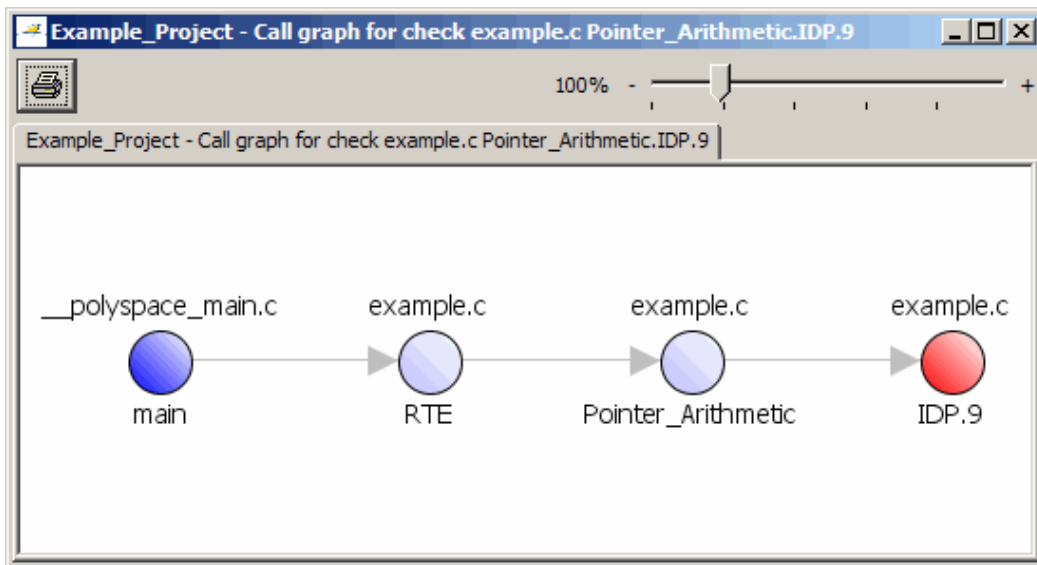 Example_Project - Call graph for check example.c Pointer_Arithmetic.IDP.9
100% - +
Example_Project - Call graph for check example.c Pointer_Arithmetic.IDP.9
__polyspace_main.c example.c example.c example.c
main RTE Pointer_Arithmetic IDP.9